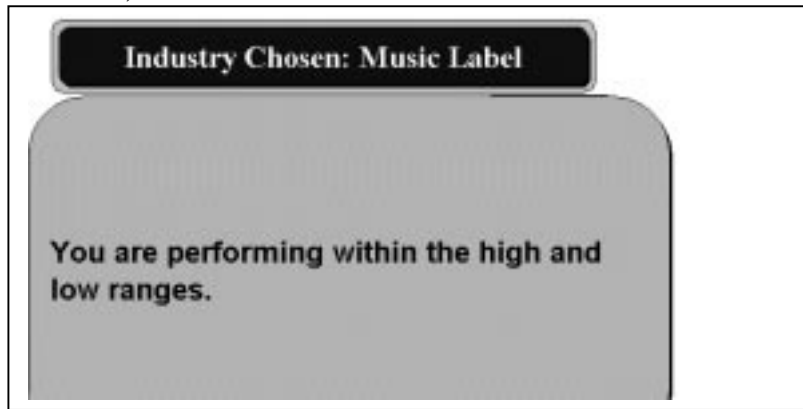 Industry Chosen: Music Label
You are performing within the high and
low ranges.